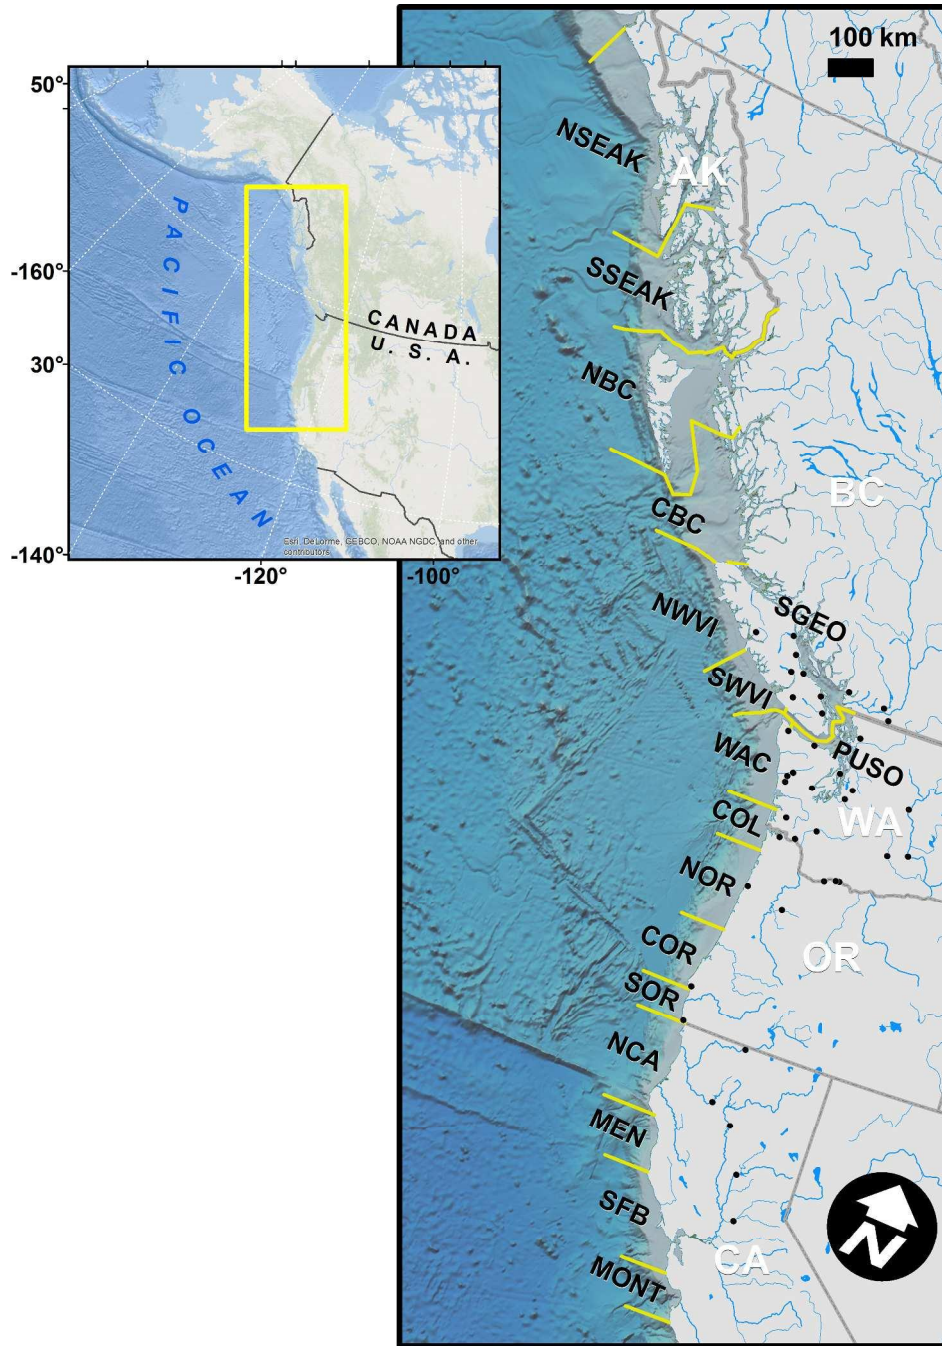 100 km
50°
-160°
30°
-140°
-120°
-100°
PACIFIC OCEAN
CANADA
U. S. A.
Esri, DeLorme, GEBCO, NOAA NGDC, and other
contributors
NSEAK
AK
SSEAK
NBC
BC
CBC
NWVI
SGEO
SWVI
WAC
PUSO
COL
WA
NOR
COR
OR
SOR
NCA
MEN
SFB
CA
MONT
N